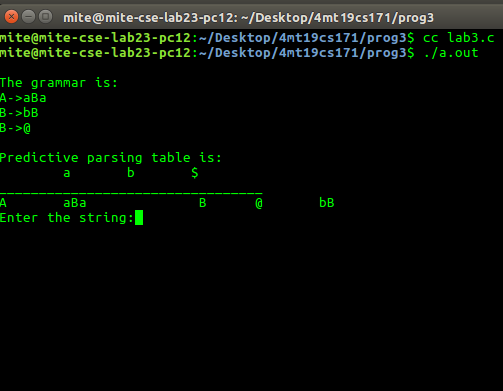 mite@mite-cse-lab23-pc12: ~/Desktop/4mt19cs171/prog3
mite@mite-cse-lab23-pc12:~/Desktop/4mt19cs171/prog3$ cc lab3.c
mite@mite-cse-lab23-pc12:~/Desktop/4mt19cs171/prog3$ ./a.out
The grammar is:
A->aBa
B->bB
B->@
Predictive parsing table is:
a b $
_________________________________
A aBa B @ bB
Enter the string: